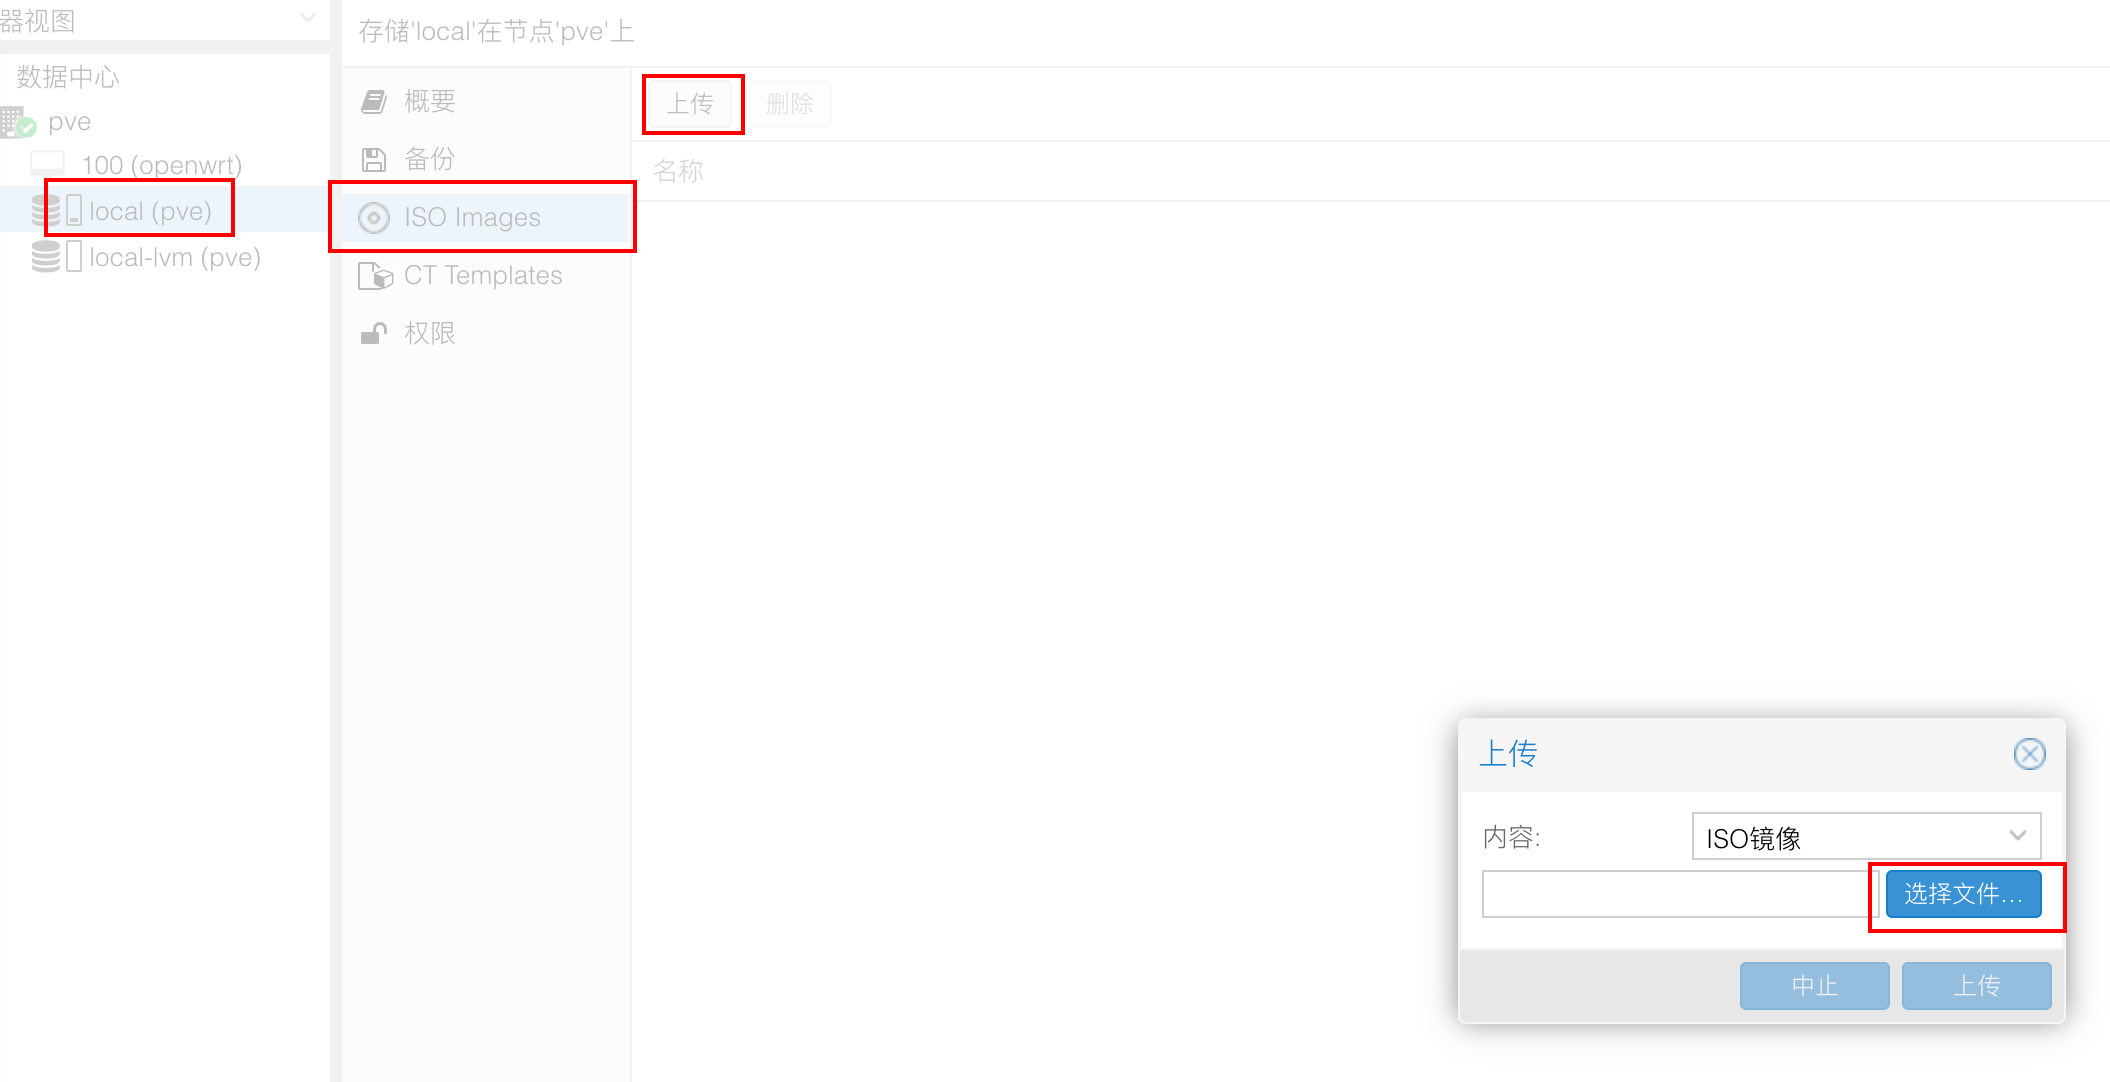 器视图
数据中心
pve
100 (openwrt)
local (pve)
local-lvm (pve)
存储'local'在节点'pve'上
概要
备份
ISO Images
CT Templates
权限
上传
删除
名称
上传
内容:
ISO镜像
选择文件...
中止
上传